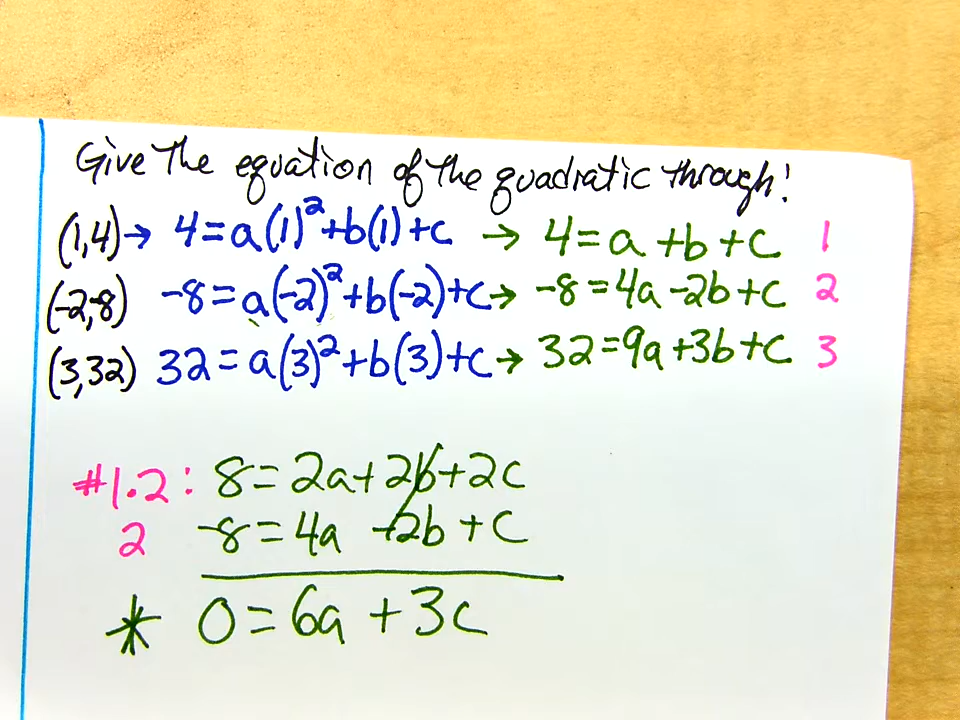 Give The equation of the quadratic through:
(1,4) → 4=a(1)²+b(1)+c → 4=a+b+c 1
(-2,-8) -8=a(-2)²+b(-2)+c → -8=4a-2b+c 2
(3,32) 32=a(3)²+b(3)+c → 32=9a+3b+c 3
#1·2: 8=2a+2b+2c
2 -8=4a-2b+c
* 0=6a+3c